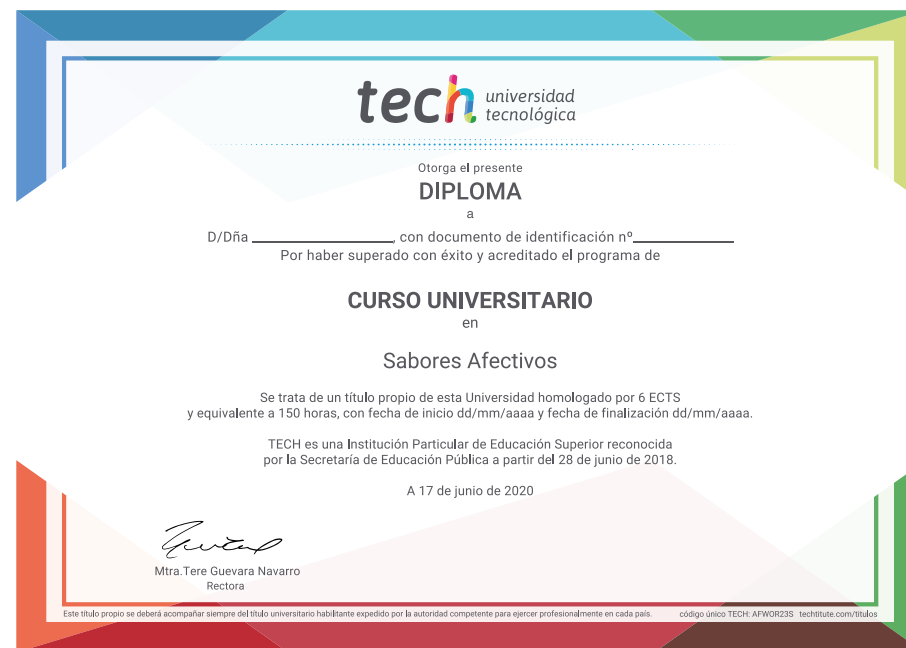 tech universidad
tecnológica
Otorga el presente
DIPLOMA
a
D/Dña ____________________, con documento de identificación nº______________
Por haber superado con éxito y acreditado el programa de
CURSO UNIVERSITARIO
en
Sabores Afectivos
Se trata de un título propio de esta Universidad homologado por 6 ECTS
y equivalente a 150 horas, con fecha de inicio dd/mm/aaaa y fecha de finalización dd/mm/aaaa.
TECH es una Institución Particular de Educación Superior reconocida
por la Secretaría de Educación Pública a partir del 28 de junio de 2018.
A 17 de junio de 2020
Mtra.Tere Guevara Navarro
Rectora
Este título propio se deberá acompañar siempre del título universitario habilitante expedido por la autoridad competente para ejercer profesionalmente en cada país. código único TECH: AFWOR23S techtitute.com/titulos